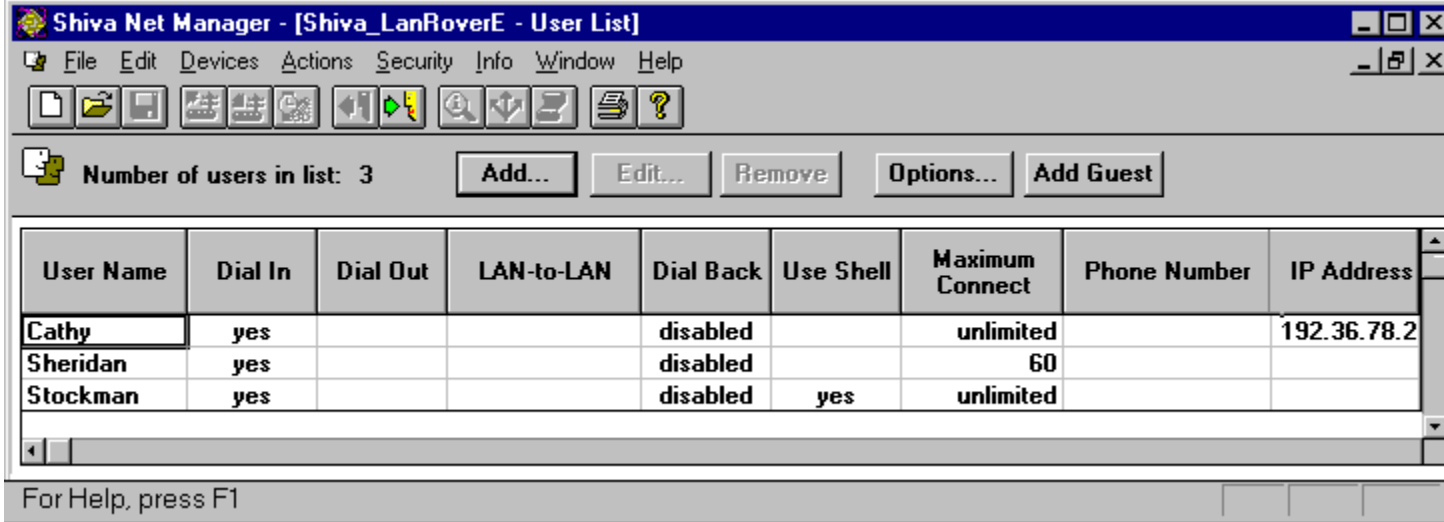 Shiva Net Manager - [Shiva_LanRoverE - User List]
File Edit Devices Actions Security Info Window Help
Number of users in list: 3 Add... Edit... Remove Options... Add Guest
User Name Dial In Dial Out LAN-to-LAN Dial Back Use Shell Maximum Connect Phone Number IP Address
Cathy yes disabled unlimited 192.36.78.2
Sheridan yes disabled 60
Stockman yes disabled yes unlimited
For Help, press F1